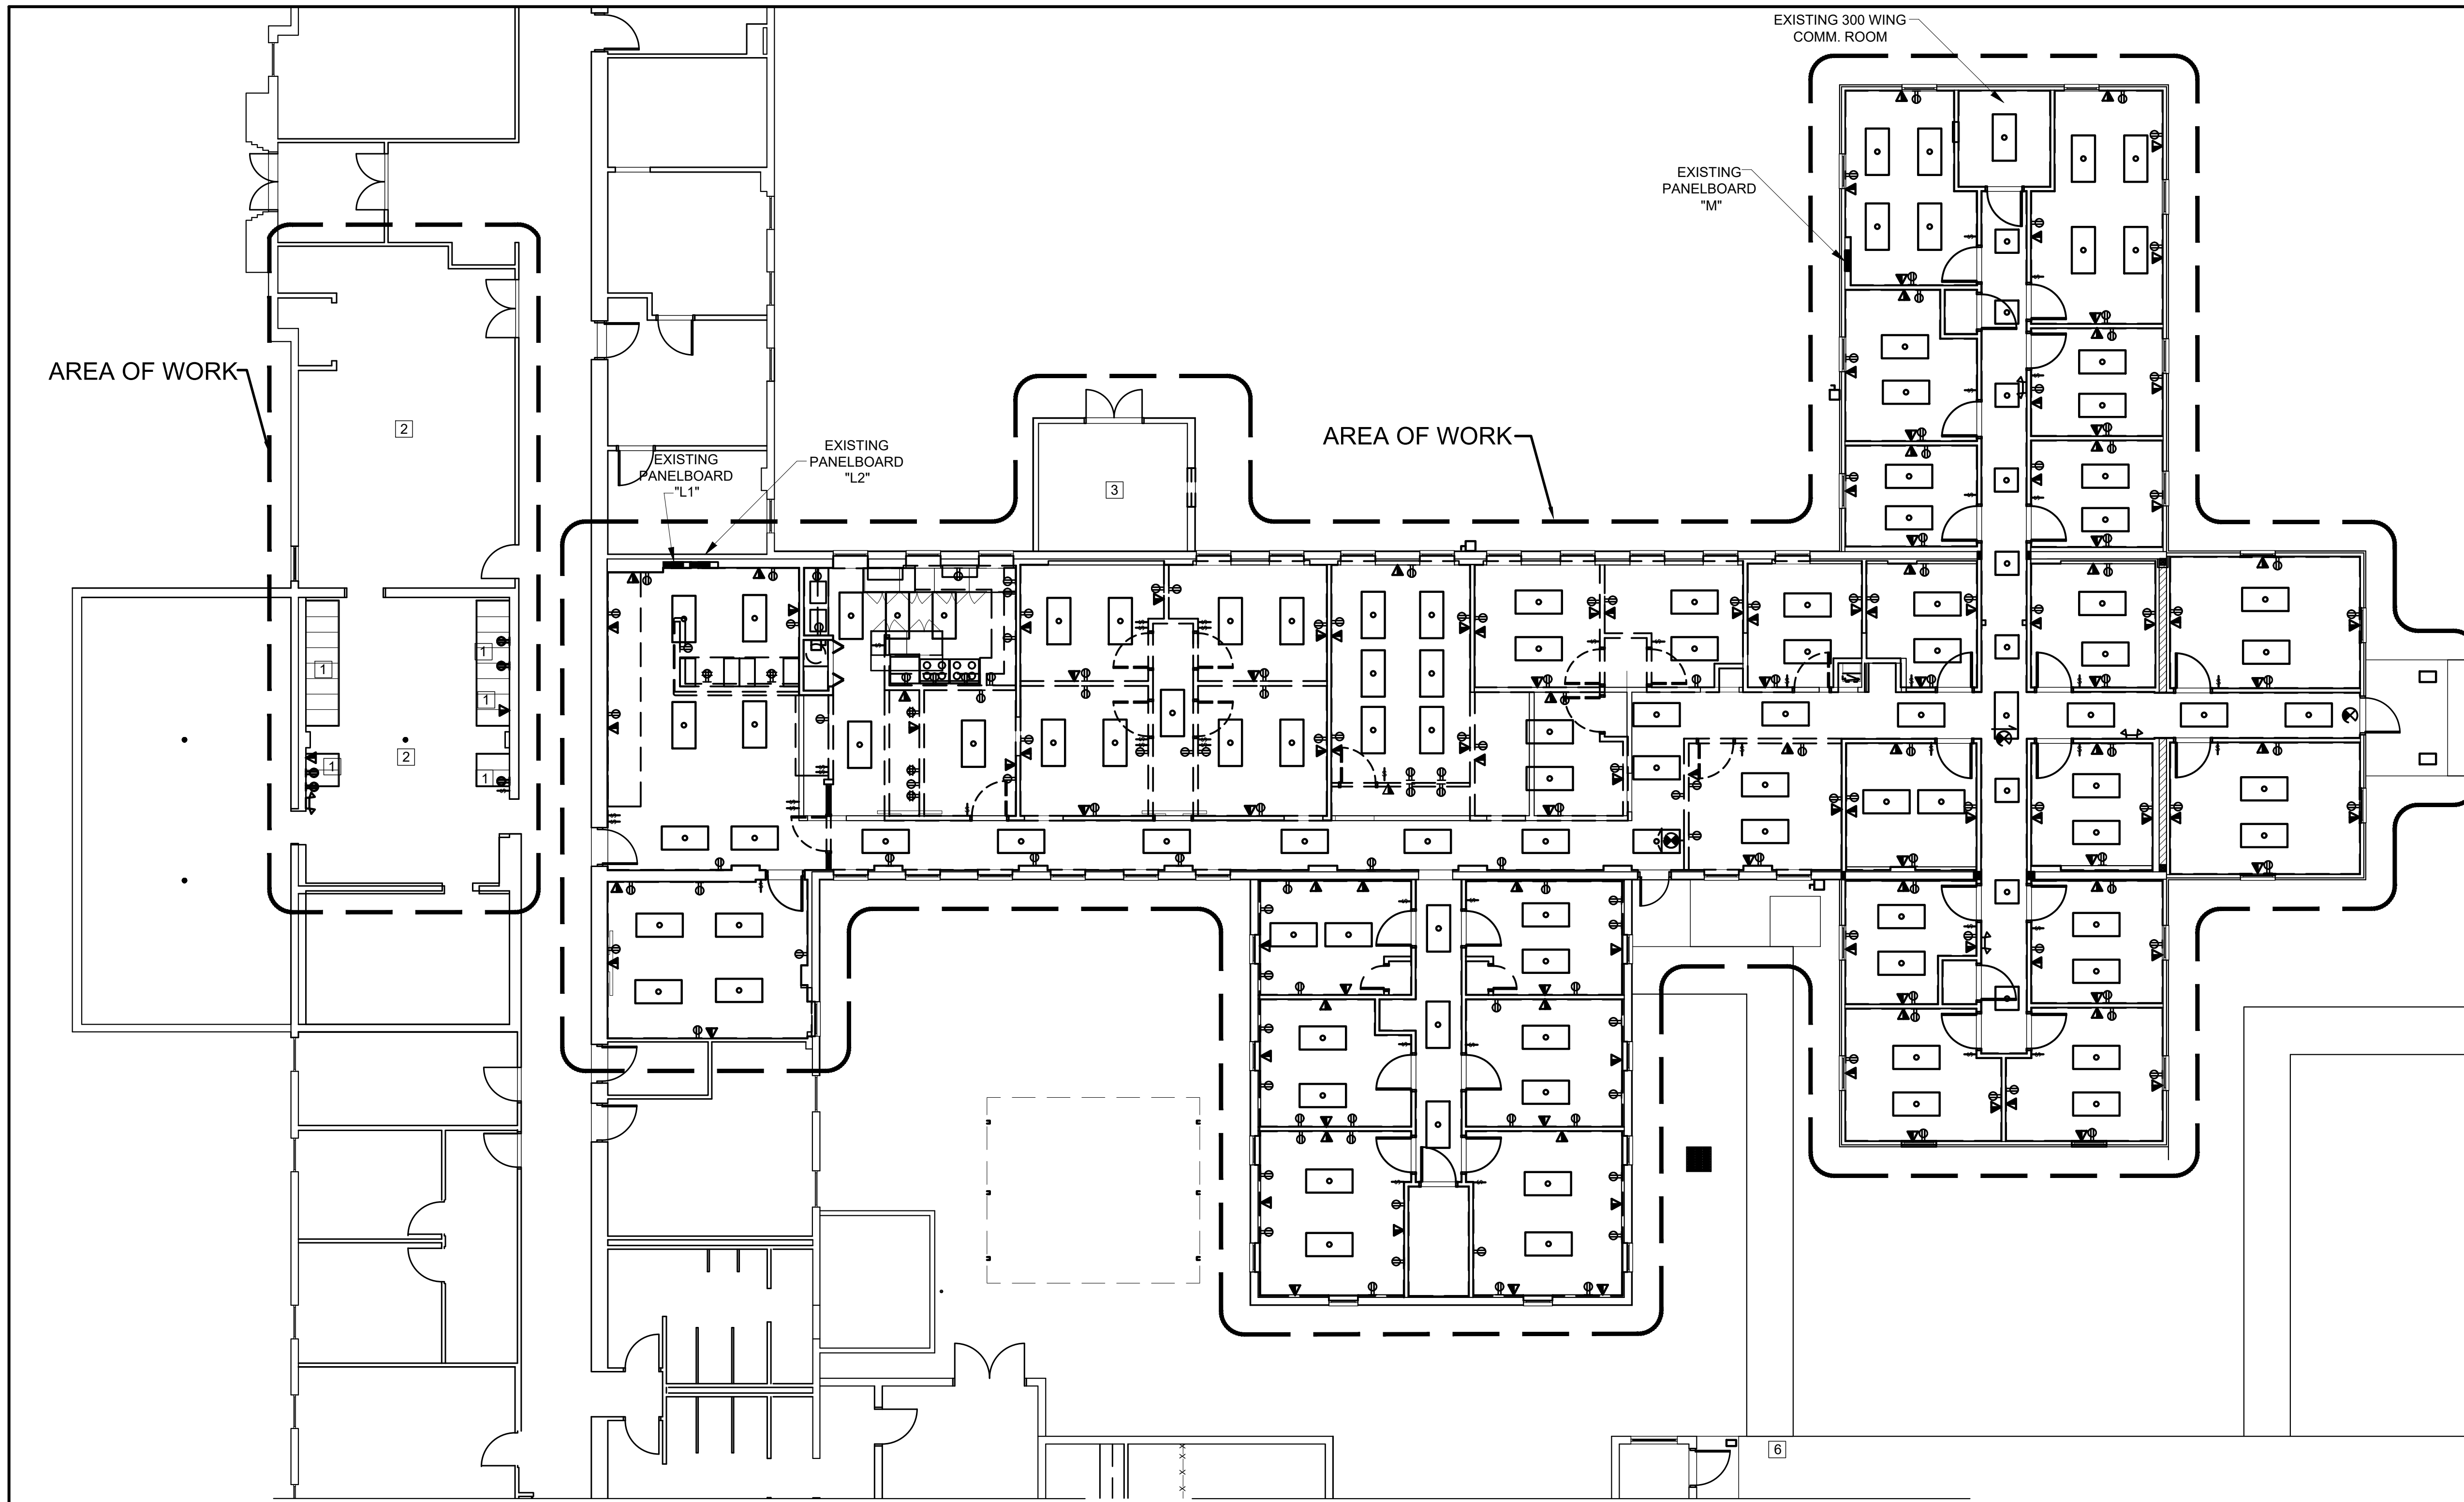 EXISTING 300 WING
COMM. ROOM
EXISTING
PANELBOARD
"M"
AREA OF WORK
2
EXISTING
PANELBOARD
"L1"
EXISTING
PANELBOARD
"L2"
AREA OF WORK
3
1
1
1
2
1
1
6